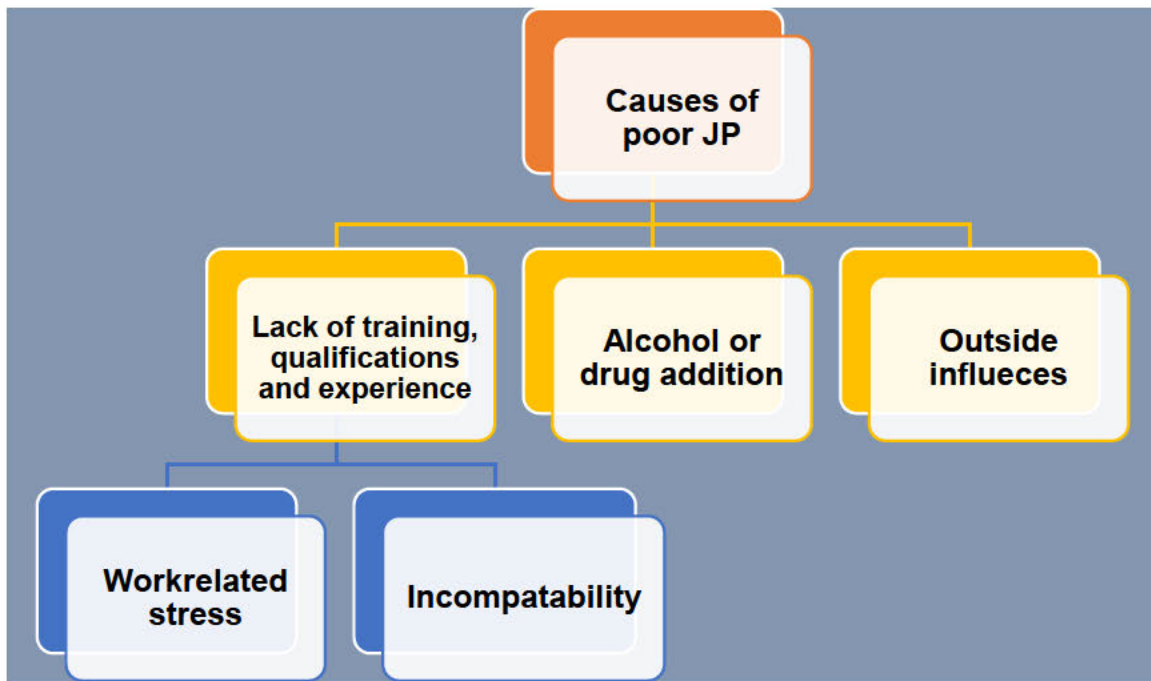 Causes of
poor JP
Lack of training,
qualifications
and experience
Alcohol or
drug addition
Outside
influeces
Workrelated
stress
Incompatability